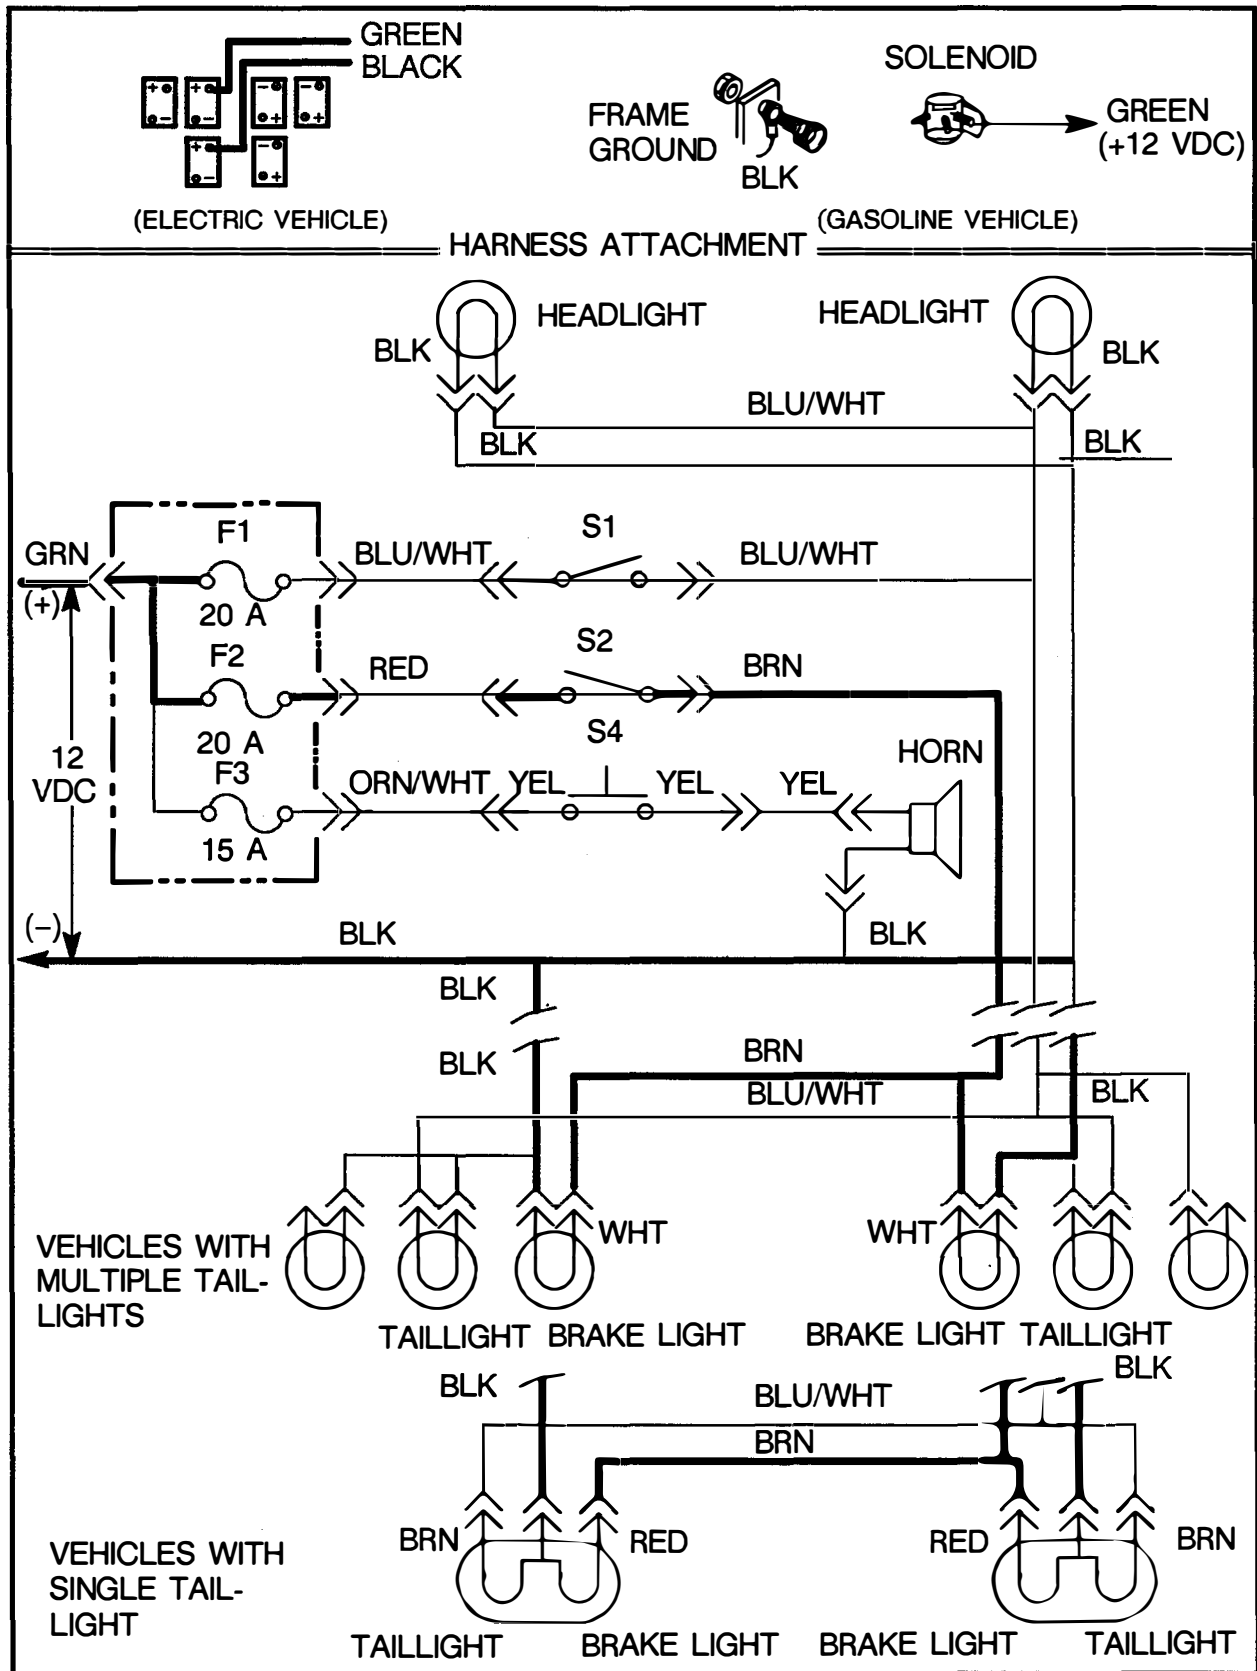 GREEN
BLACK
SOLENOID
FRAME
GROUND
BLK
GREEN
(+12 VDC)
(ELECTRIC VEHICLE)
(GASOLINE VEHICLE)
HARNESS ATTACHMENT
HEADLIGHT
HEADLIGHT
BLK
BLK
BLU/WHT
BLK
BLK
F1
S1
GRN
BLU/WHT
BLU/WHT
(+)
20 A
F2
RED
S2
BRN
12
VDC
20 A
F3
S4
HORN
ORN/WHT
YEL
YEL
YEL
15 A
(-)
BLK
BLK
BLK
BLK
BRN
BLU/WHT
BLK
WHT
WHT
VEHICLES WITH
MULTIPLE TAIL-
LIGHTS
TAILLIGHT
BRAKE LIGHT
BRAKE LIGHT
TAILLIGHT
BLK
BLK
BLU/WHT
BRN
BRN
RED
RED
BRN
VEHICLES WITH
SINGLE TAIL-
LIGHT
TAILLIGHT
BRAKE LIGHT
BRAKE LIGHT
TAILLIGHT